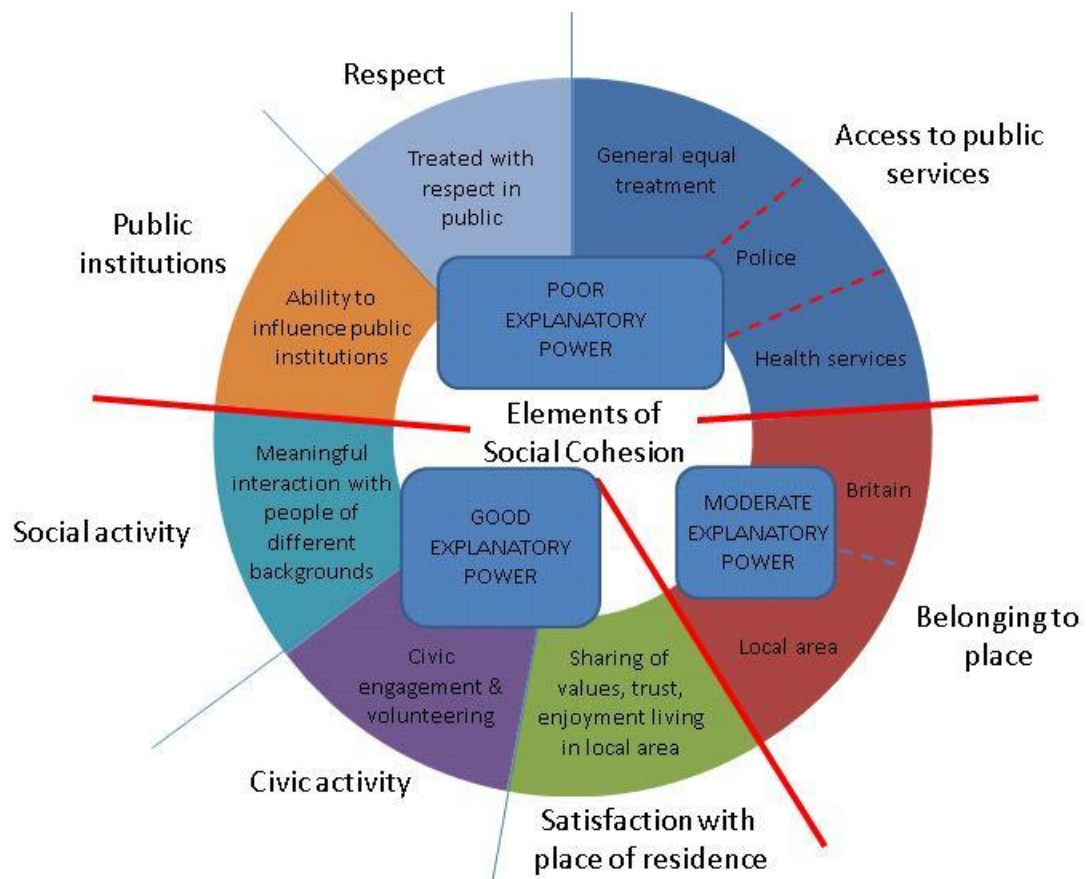 Respect
Access to public
services
Treated with
respect in
public
General equal
treatment
Public
institutions
Police
Ability to
influence public
institutions
POOR
EXPLANATORY
POWER
Health services
Elements of
Social Cohesion
Meaningful
interaction with
people of
different
backgrounds
Social activity
GOOD
EXPLANATORY
POWER
MODERATE
EXPLANATORY
POWER
Britain
Belonging to
place
Local area
Civic
engagement &
volunteering
Sharing of
values, trust,
enjoyment living
in local area
Civic activity
Satisfaction with
place of residence